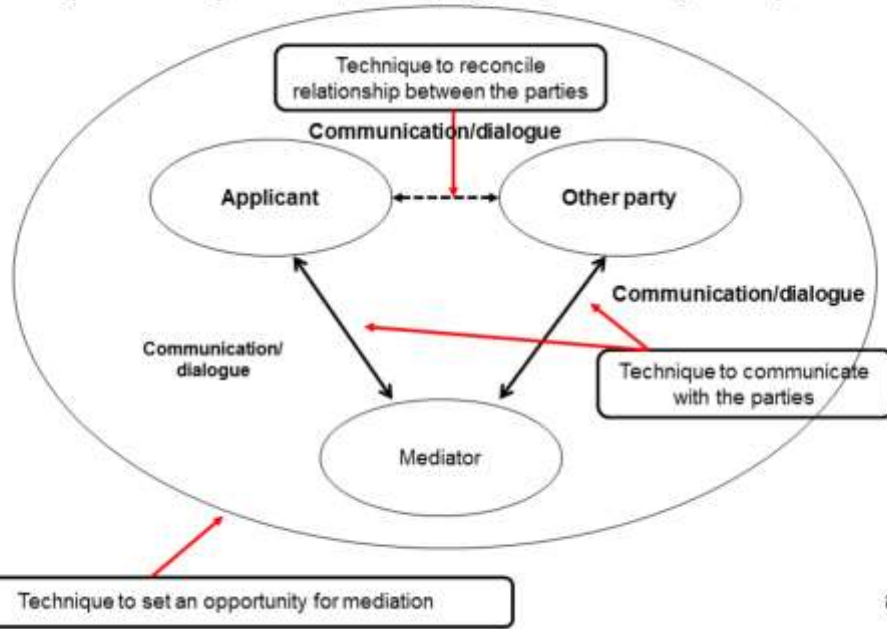 Technique to reconcile
relationship between the parties
Communication/dialogue
Applicant
Other party
Communication/dialogue
Communication/
dialogue
Technique to communicate
with the parties
Mediator
Technique to set an opportunity for mediation